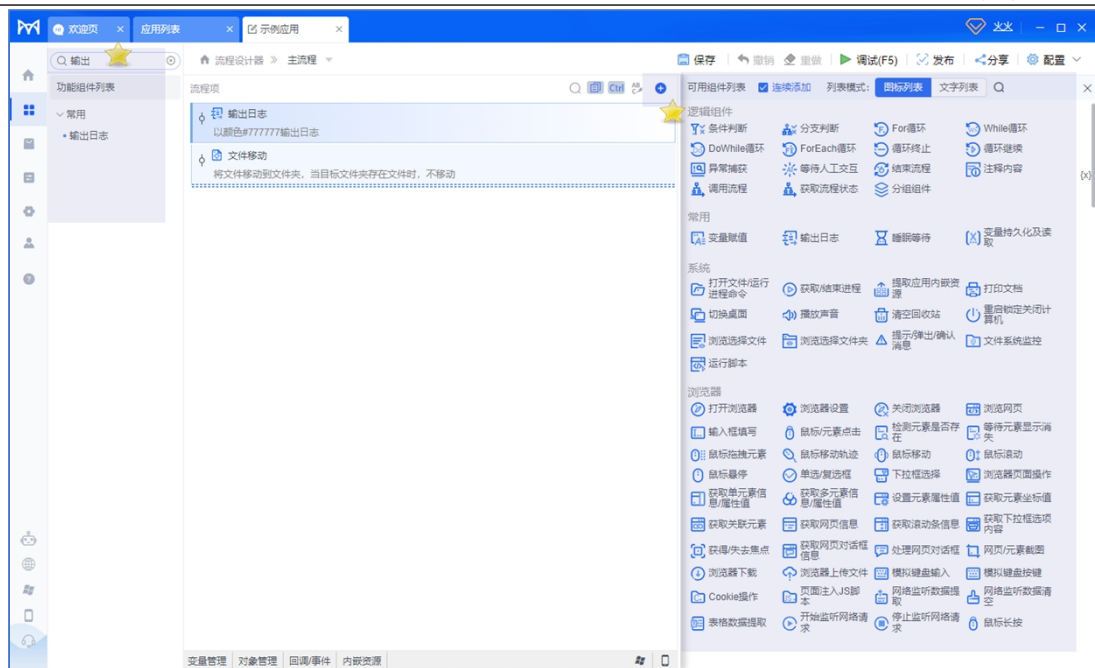 欢迎页 ×
应用列表 ×
示例应用 ×
输出
功能组件列表
常用
输出日志
流程设计器 » 主流程
保存 撤销 重做 调试(F5) 发布 分享 配置
流程项
Ctrl
输出日志
以颜色#777777输出日志
文件移动
将文件移动到文件夹，当目标文件夹存在文件时，不移动
可用组件列表 连续添加 列表模式: 图标列表 文字列表
{x}
逻辑组件
条件判断 分支判断 For循环 While循环
DoWhile循环 ForEach循环 循环终止 循环继续
异常捕获 等待人工交互 结束流程 注释内容
调用流程 获取流程状态 分组组件
常用
变量赋值 输出日志 睡眠等待 变量持久化及读取
系统
打开文件/运行进程命令 获取/结束进程 提取应用内嵌资源 打印文档
切换桌面 播放声音 清空回收站 重启锁定关闭计算机
浏览选择文件 浏览选择文件夹 提示/弹出/确认消息 文件系统监控
运行脚本
浏览器
打开浏览器 浏览器设置 关闭浏览器 浏览网页
输入框填写 鼠标/元素点击 检测元素是否存在 等待元素显示消失
鼠标拖拽元素 鼠标移动轨迹 鼠标移动 鼠标滚动
鼠标悬停 单选/复选框 下拉框选择 浏览器页面操作
获取单元素信息/属性值 获取多元素信息/属性值 设置元素属性值 获取元素坐标值
获取关联元素 获取网页信息 获取滚动条信息 获取下拉框选项内容
获得/失去焦点 获取网页对话框信息 处理网页对话框 网页/元素截图
浏览器下载 浏览器上传文件 模拟键盘输入 模拟键盘按键
Cookie操作 页面注入JS脚本 网络监听数据提取 网络监听数据清空
表格数据提取 开始监听网络请求 停止监听网络请求 鼠标长按
变量管理 对象管理 回调/事件 内嵌资源